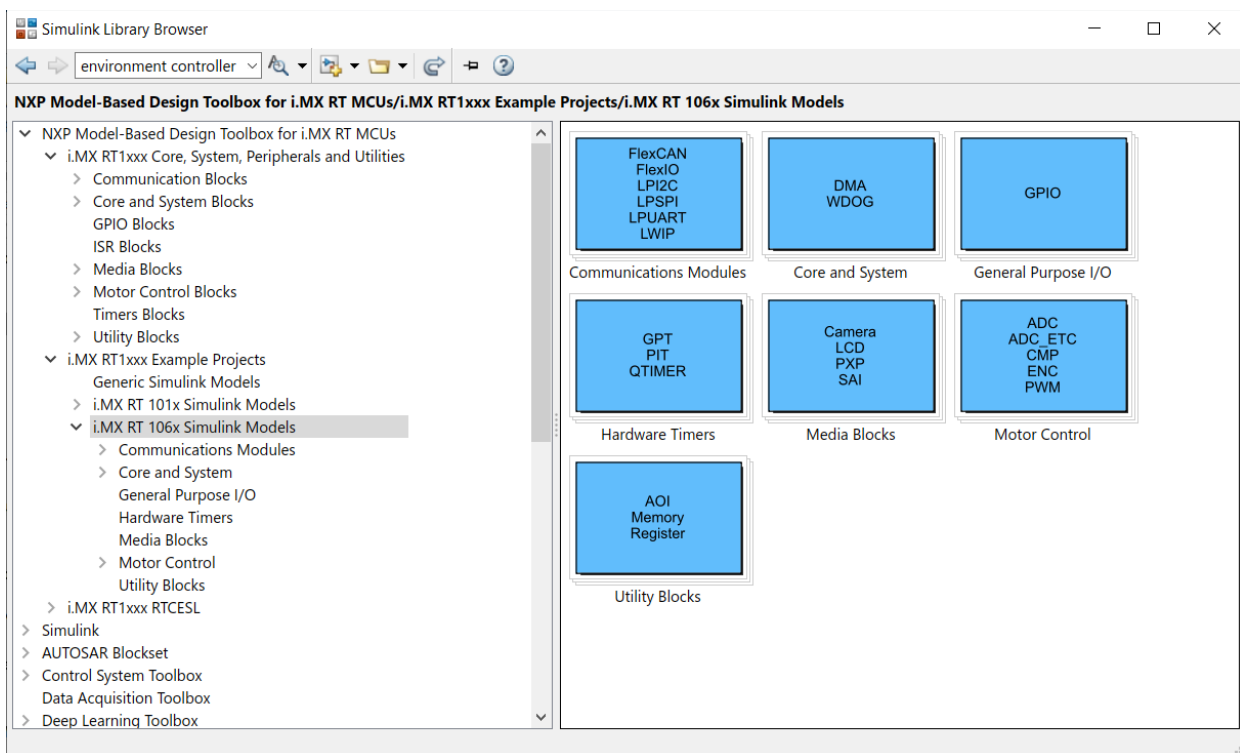 Simulink Library Browser
environment controller
NXP Model-Based Design Toolbox for i.MX RT MCUs/i.MX RT1xxx Example Projects/i.MX RT 106x Simulink Models
NXP Model-Based Design Toolbox for i.MX RT MCUs
i.MX RT1xxx Core, System, Peripherals and Utilities
Communication Blocks
Core and System Blocks
GPIO Blocks
ISR Blocks
Media Blocks
Motor Control Blocks
Timers Blocks
Utility Blocks
i.MX RT1xxx Example Projects
Generic Simulink Models
i.MX RT 101x Simulink Models
i.MX RT 106x Simulink Models
Communications Modules
Core and System
General Purpose I/O
Hardware Timers
Media Blocks
Motor Control
Utility Blocks
i.MX RT1xxx RTCESL
Simulink
AUTOSAR Blockset
Control System Toolbox
Data Acquisition Toolbox
Deep Learning Toolbox
FlexCAN
FlexIO
LPI2C
LPSPI
LPUART
LWIP
Communications Modules
DMA
WDOG
Core and System
GPIO
General Purpose I/O
GPT
PIT
QTIMER
Hardware Timers
Camera
LCD
PXP
SAI
Media Blocks
ADC
ADC_ETC
CMP
ENC
PWM
Motor Control
AOI
Memory
Register
Utility Blocks